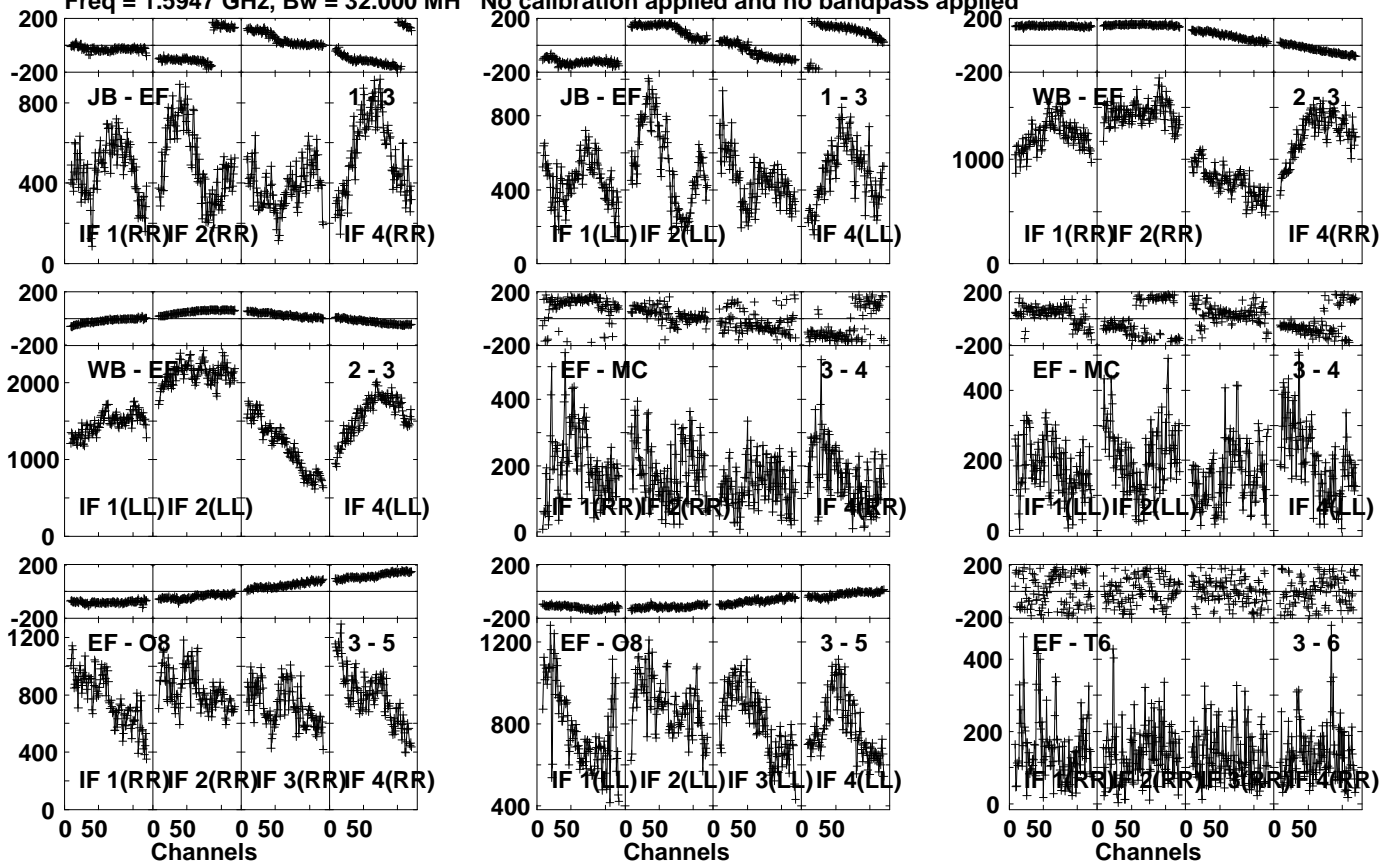 Freq = 1.5947 GHz, Bw = 32.000 MH No calibration applied and no bandpass applied
200
-200
800
400
0
JB - EF 1 - 3
IF 1(RR) IF 2(RR) IF 4(RR)
200
-200
800
400
0
JB - EF 1 - 3
IF 1(LL) IF 2(LL) IF 4(LL)
200
-200
1000
0
WB - EF 2 - 3
IF 1(RR) IF 2(RR) IF 4(RR)
200
-200
2000
1000
0
WB - EF 2 - 3
IF 1(LL) IF 2(LL) IF 4(LL)
200
-200
400
200
0
EF - MC 3 - 4
IF 1(RR) IF 2(RR) IF 4(RR)
200
-200
400
200
0
EF - MC 3 - 4
IF 1(LL) IF 2(LL) IF 4(LL)
200
-200
1200
800
400
0
EF - O8 3 - 5
IF 1(RR) IF 2(RR) IF 3(RR) IF 4(RR)
0 50 0 50 0 50 0 50
Channels
200
-200
1200
800
400
EF - O8 3 - 5
IF 1(LL) IF 2(LL) IF 3(LL) IF 4(LL)
0 50 0 50 0 50 0 50
Channels
200
-200
400
200
0
EF - T6 3 - 6
IF 1(RR) IF 2(RR) IF 3(RR) IF 4(RR)
0 50 0 50 0 50 0 50
Channels